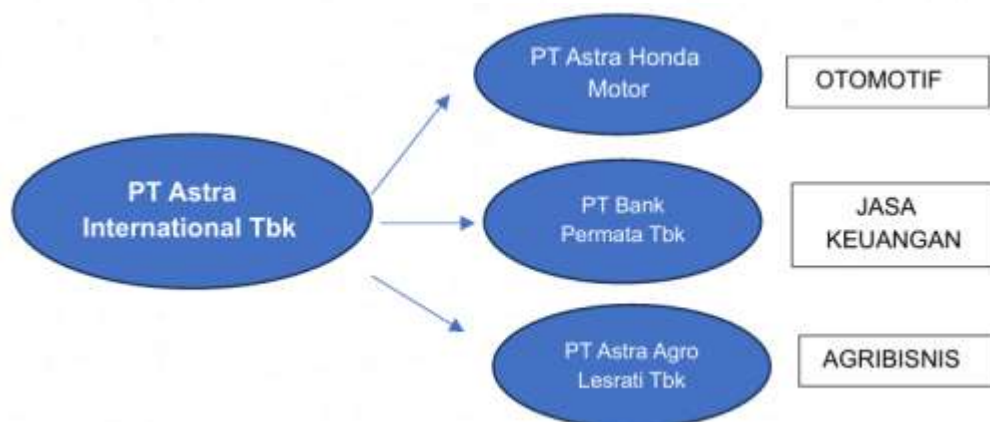 PT Astra
International Tbk
PT Astra Honda
Motor
OTOMOTIF
PT Bank
Permata Tbk
JASA
KEUANGAN
PT Astra Agro
Lesrati Tbk
AGRIBISNIS